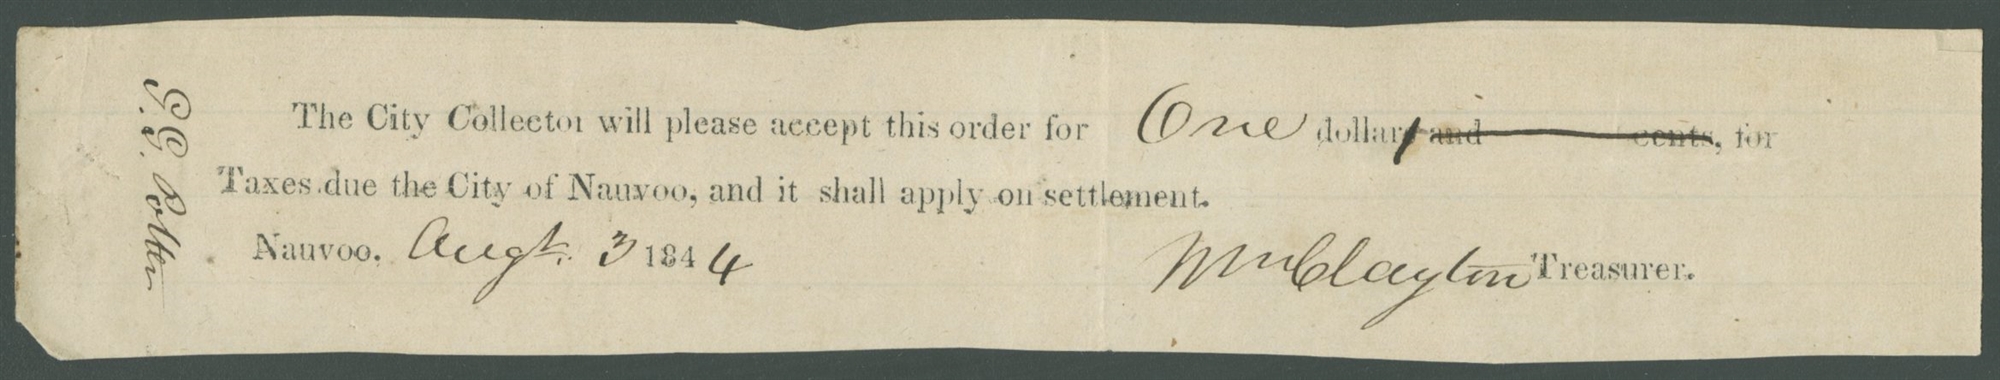 The City Collector will please accept this order for One dollar and cents, for
Taxes due the City of Nauvoo, and it shall apply on settlement.
Nauvoo. Augt. 3 1844 Wm Clayton Treasurer.
Potter